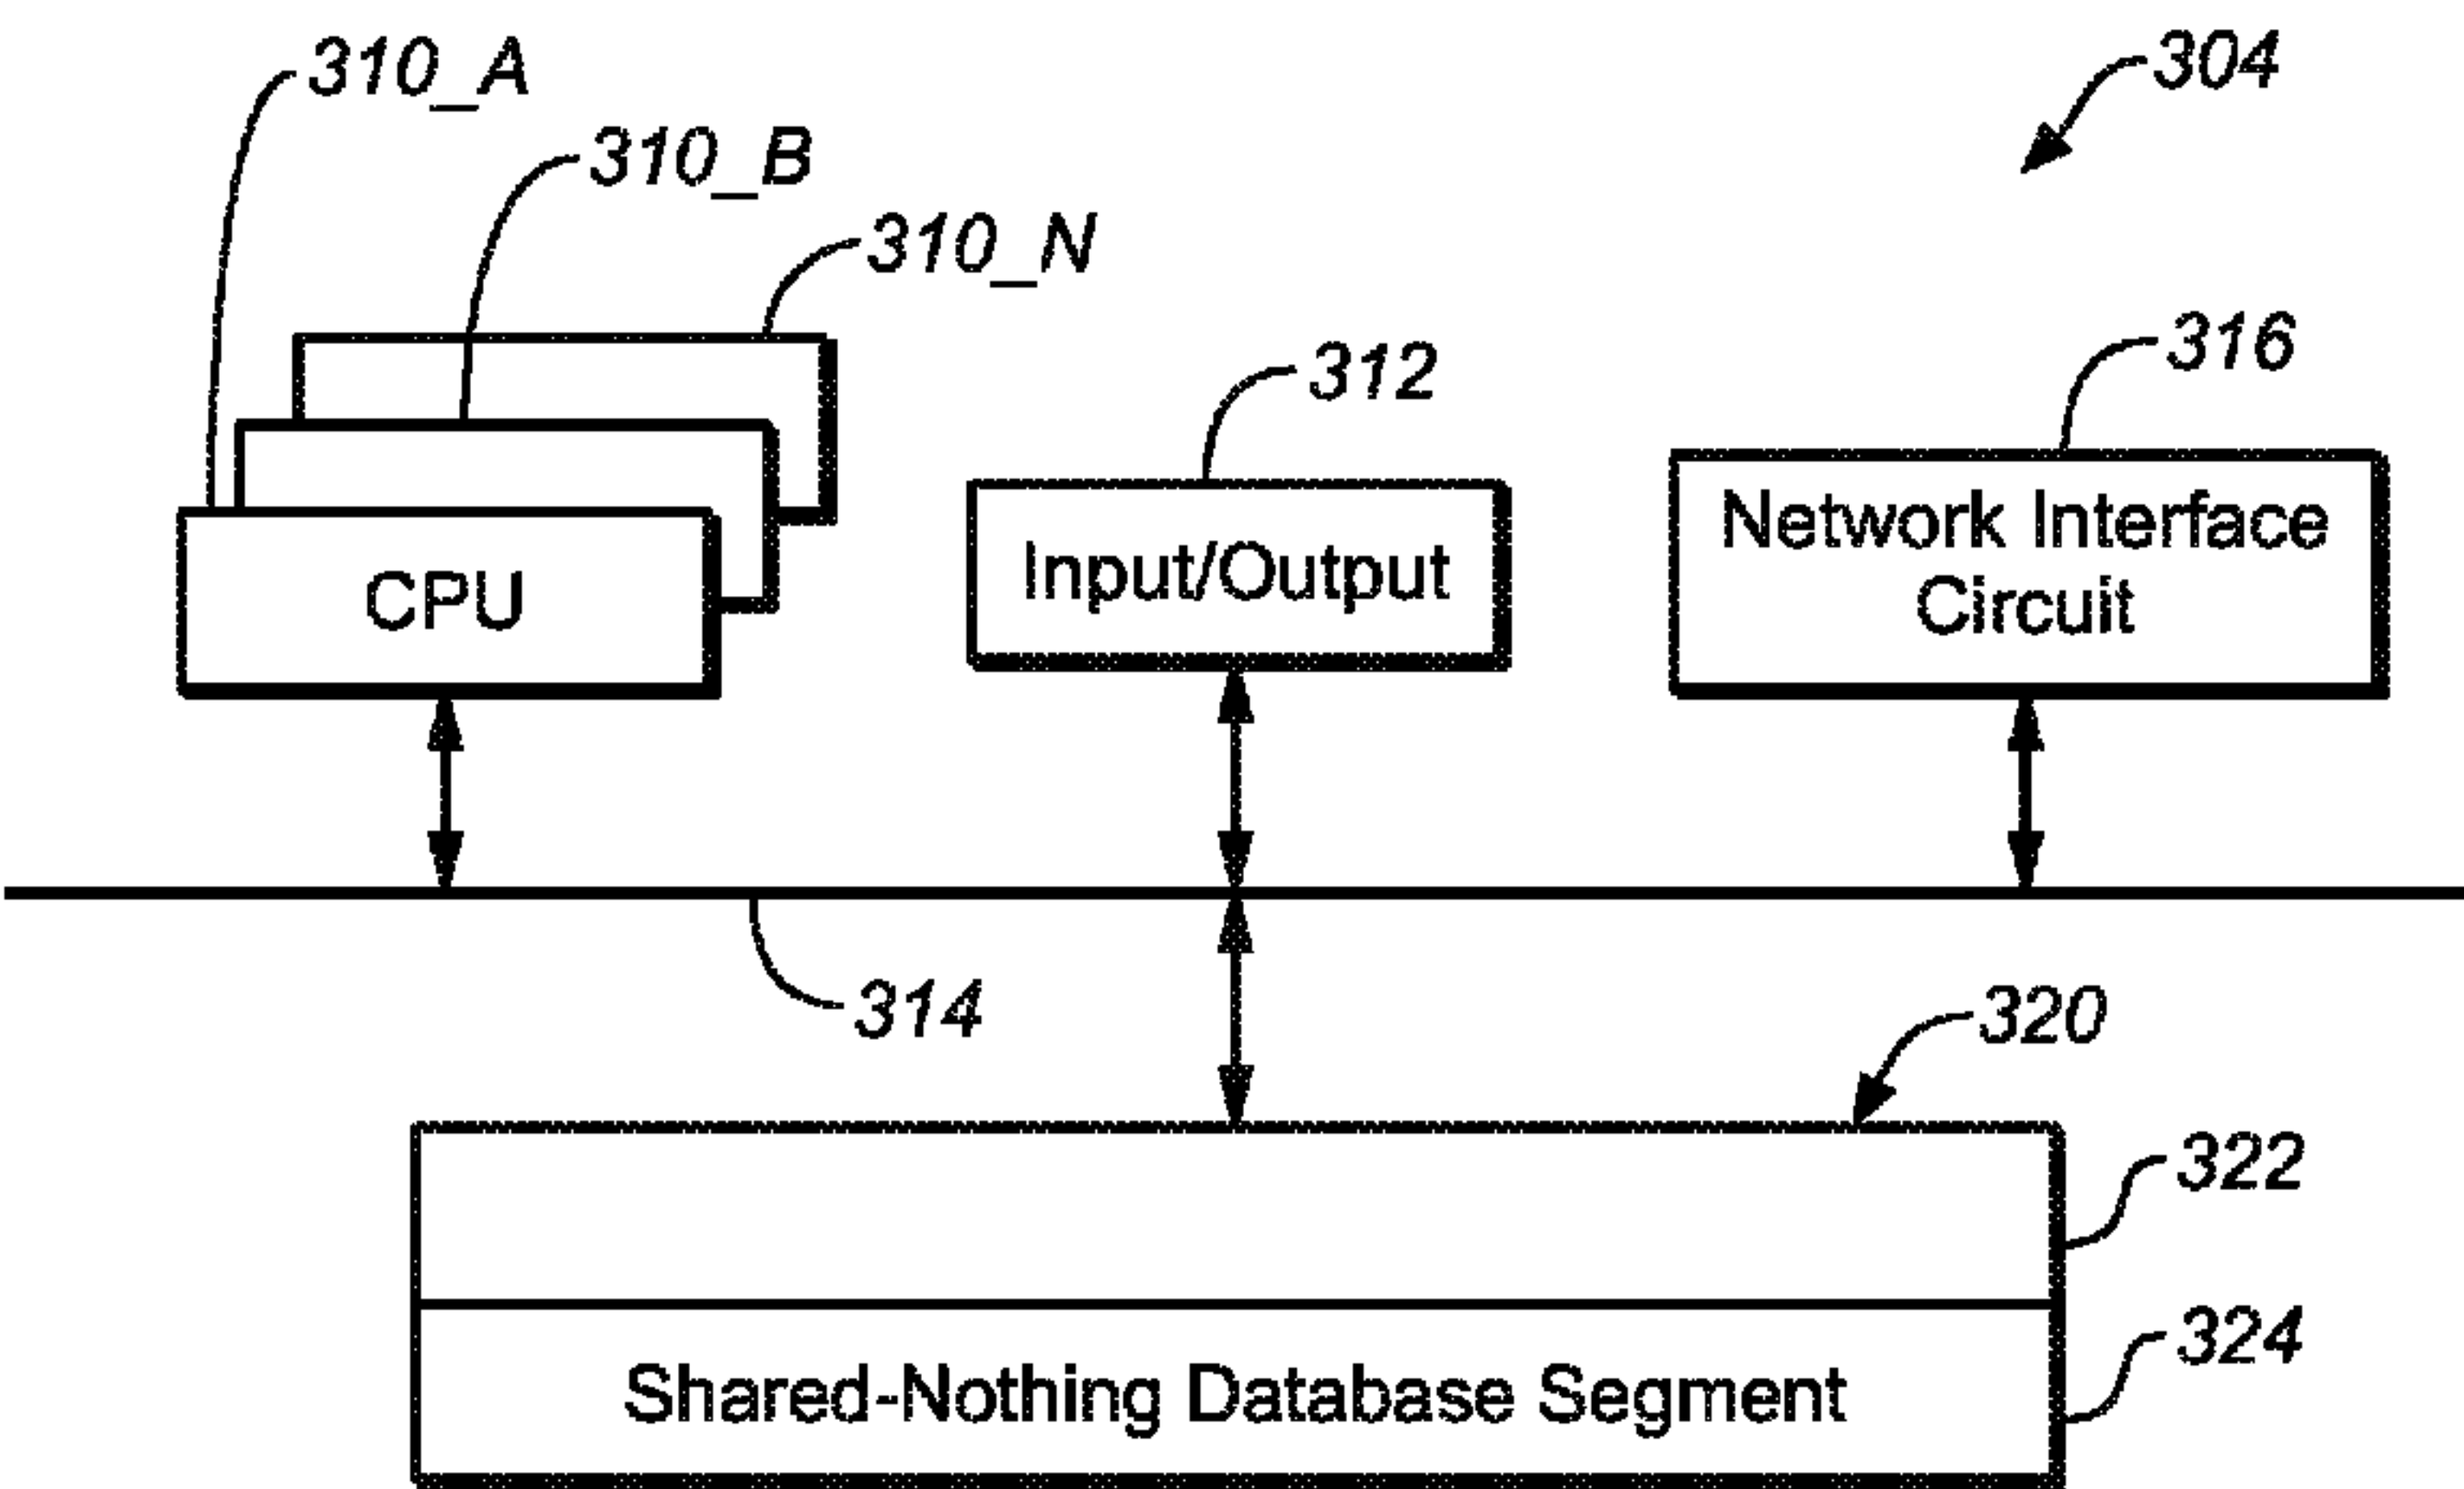 310_A
304
310_B
310_N
316
312
Network Interface
Circuit
Input/Output
CPU
314
320
322
324
Shared-Nothing Database Segment